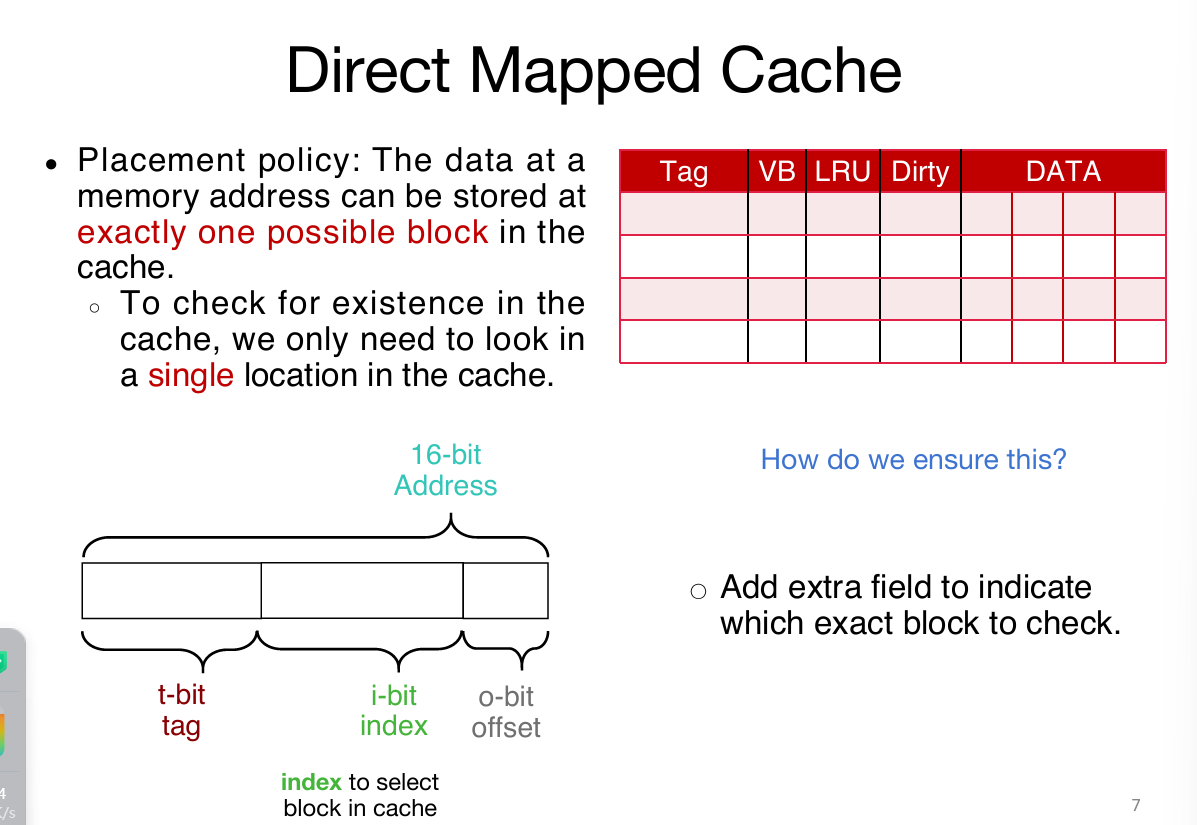 Direct Mapped Cache
● Placement policy: The data at a
memory address can be stored at
exactly one possible block in the
cache.
○ To check for existence in the
cache, we only need to look in
a single location in the cache.
Tag VB LRU Dirty DATA
16-bit
Address
How do we ensure this?
○ Add extra field to indicate
which exact block to check.
t-bit
tag
i-bit
index
o-bit
offset
index to select
block in cache
4
K/s
7